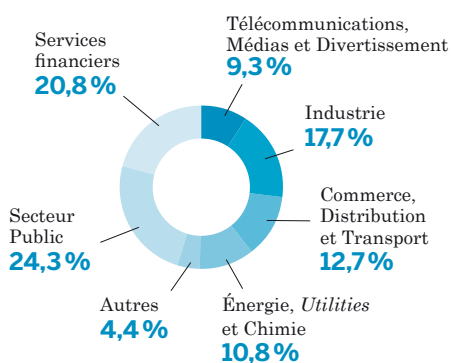 Télécommunications,
Médias et Divertissement
9,3 %
Industrie
17,7 %
Commerce,
Distribution
et Transport
12,7 %
Énergie, Utilities
et Chimie
10,8 %
Autres
4,4 %
Secteur
Public
24,3 %
Services
financiers
20,8 %